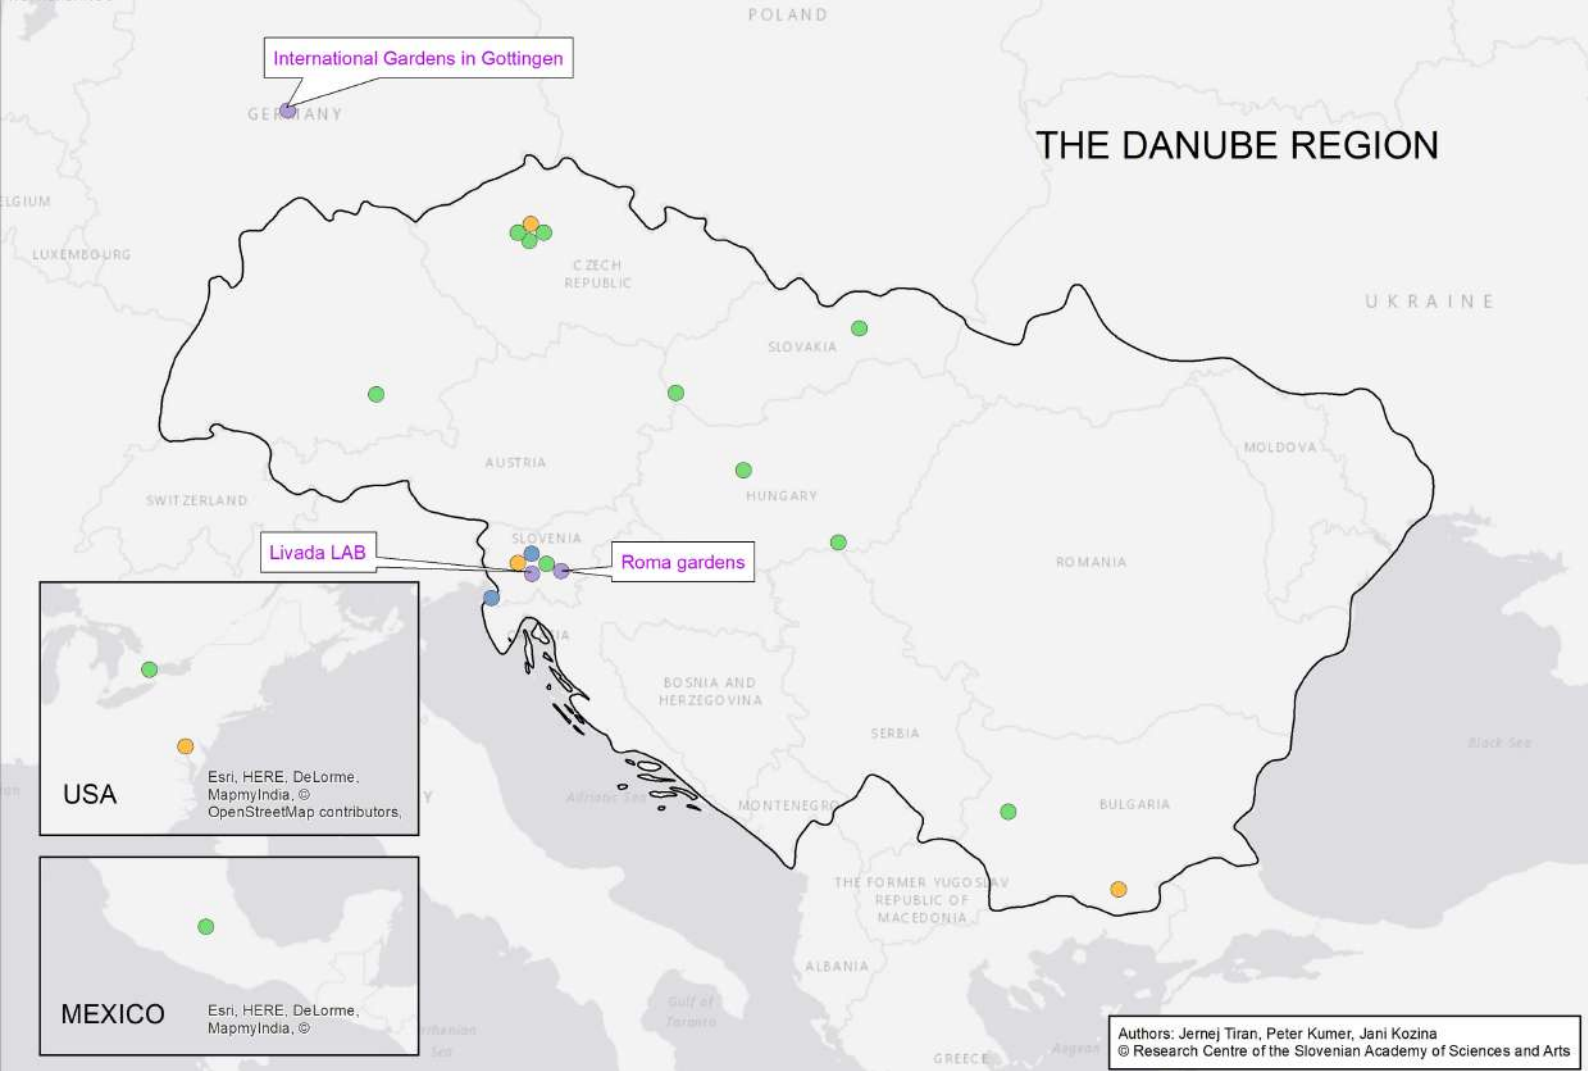 POLAND
International Gardens in Gottingen
GERMANY
THE DANUBE REGION
ELGIUM
LUXEMBOURG
CZECH
REPUBLIC
UKRAINE
SLOVAKIA
MOLDOVA
AUSTRIA
SWITZERLAND
HUNGARY
SLOVENIA
Livada LAB
Roma gardens
ROMANIA
BOSNIA AND
HERZEGOVINA
SERBIA
Black Sea
USA
Esri, HERE, DeLorme,
MapmyIndia, ©
OpenStreetMap contributors,
Y
Adriatic Sea
MONTENEGRO
BULGARIA
THE FORMER YUGOSLAV
REPUBLIC OF
MACEDONIA
ALBANIA
MEXICO
Esri, HERE, DeLorme,
MapmyIndia, ©
Gulf of
Taranto
rrhenian
Sea
GREECE
Aegean
Authors: Jernej Tiran, Peter Kumer, Jani Kozina
© Research Centre of the Slovenian Academy of Sciences and Arts